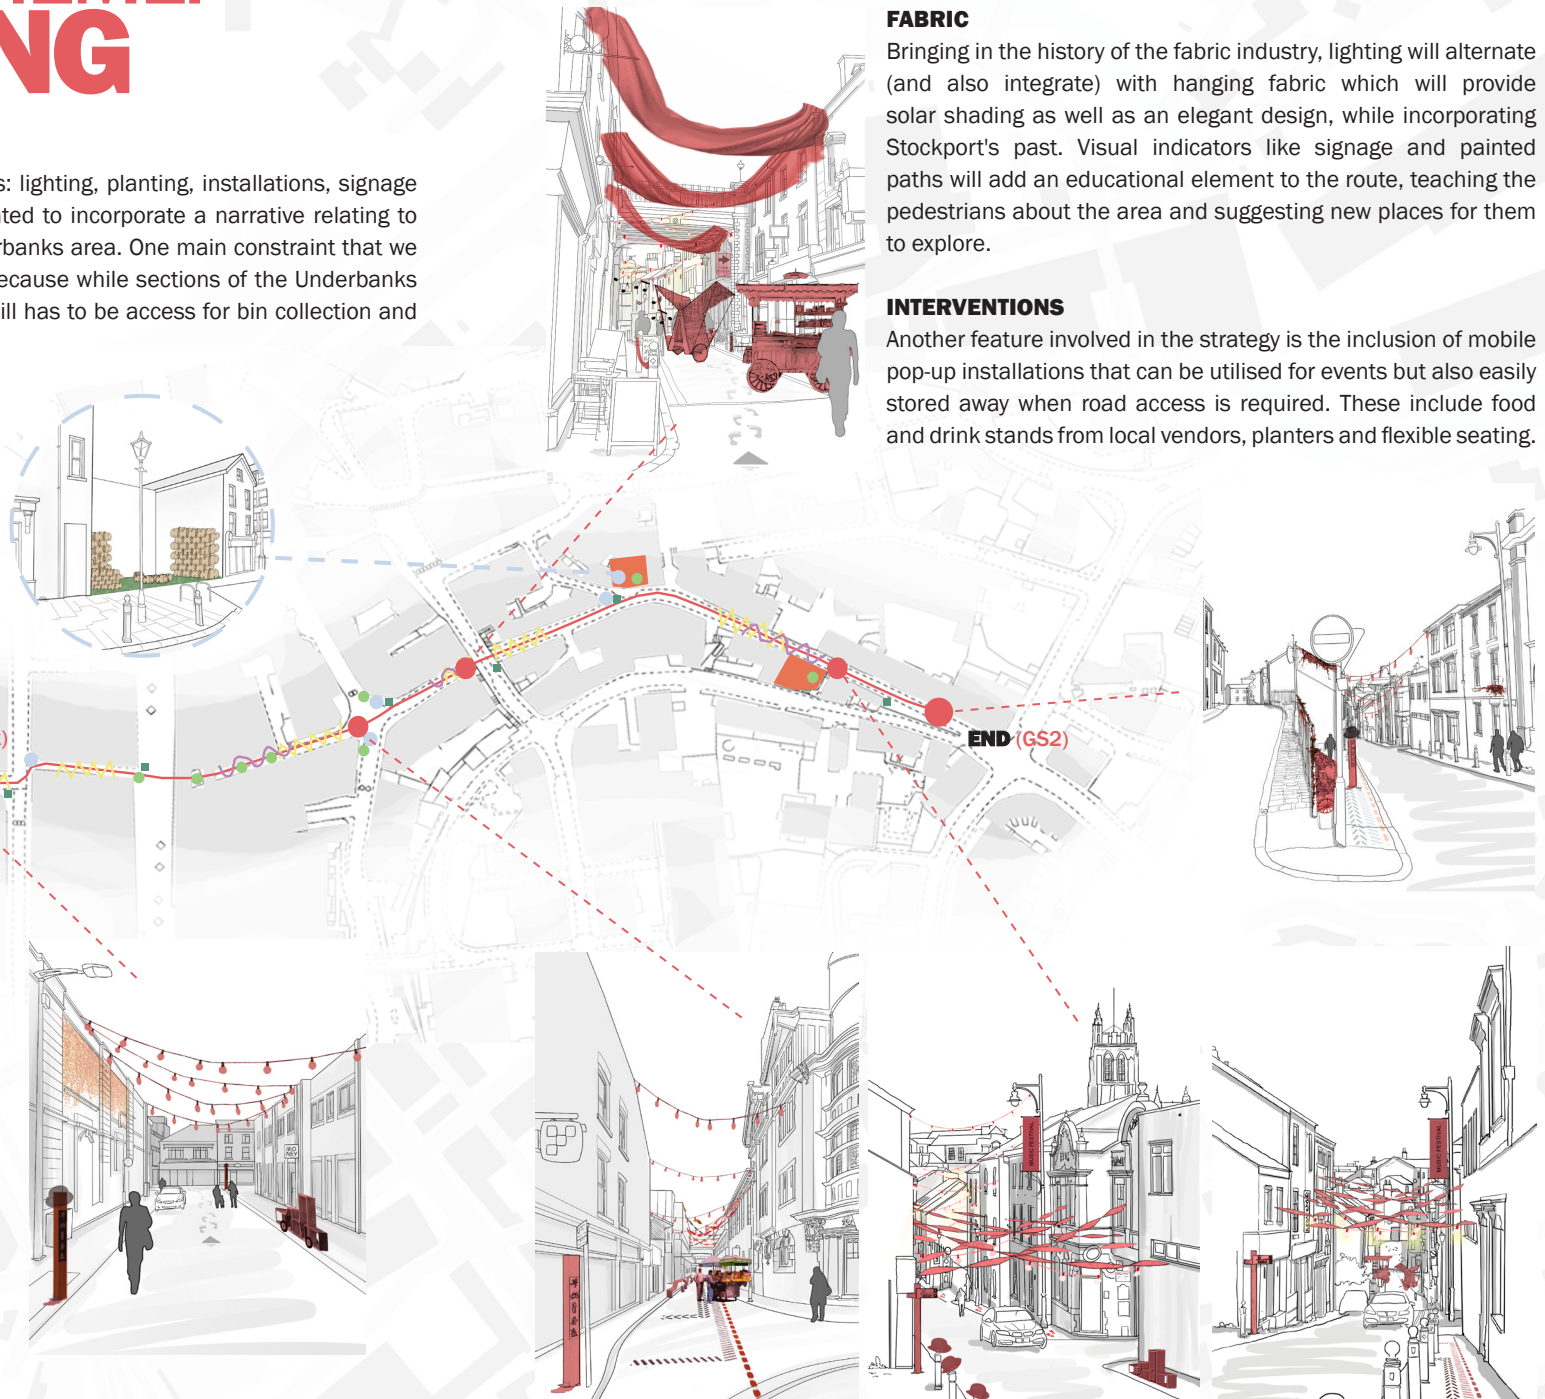 NG
s: lighting, planting, installations, signage
ted to incorporate a narrative relating to
rbanks area. One main constraint that we
ecause while sections of the Underbanks
ill has to be access for bin collection and
FABRIC
Bringing in the history of the fabric industry, lighting will alternate
(and also integrate) with hanging fabric which will provide
solar shading as well as an elegant design, while incorporating
Stockport's past. Visual indicators like signage and painted
paths will add an educational element to the route, teaching the
pedestrians about the area and suggesting new places for them
to explore.
INTERVENTIONS
Another feature involved in the strategy is the inclusion of mobile
pop-up installations that can be utilised for events but also easily
stored away when road access is required. These include food
and drink stands from local vendors, planters and flexible seating.
END (GS2)
MUSIC FESTIVAL
MUSIC FESTIVAL